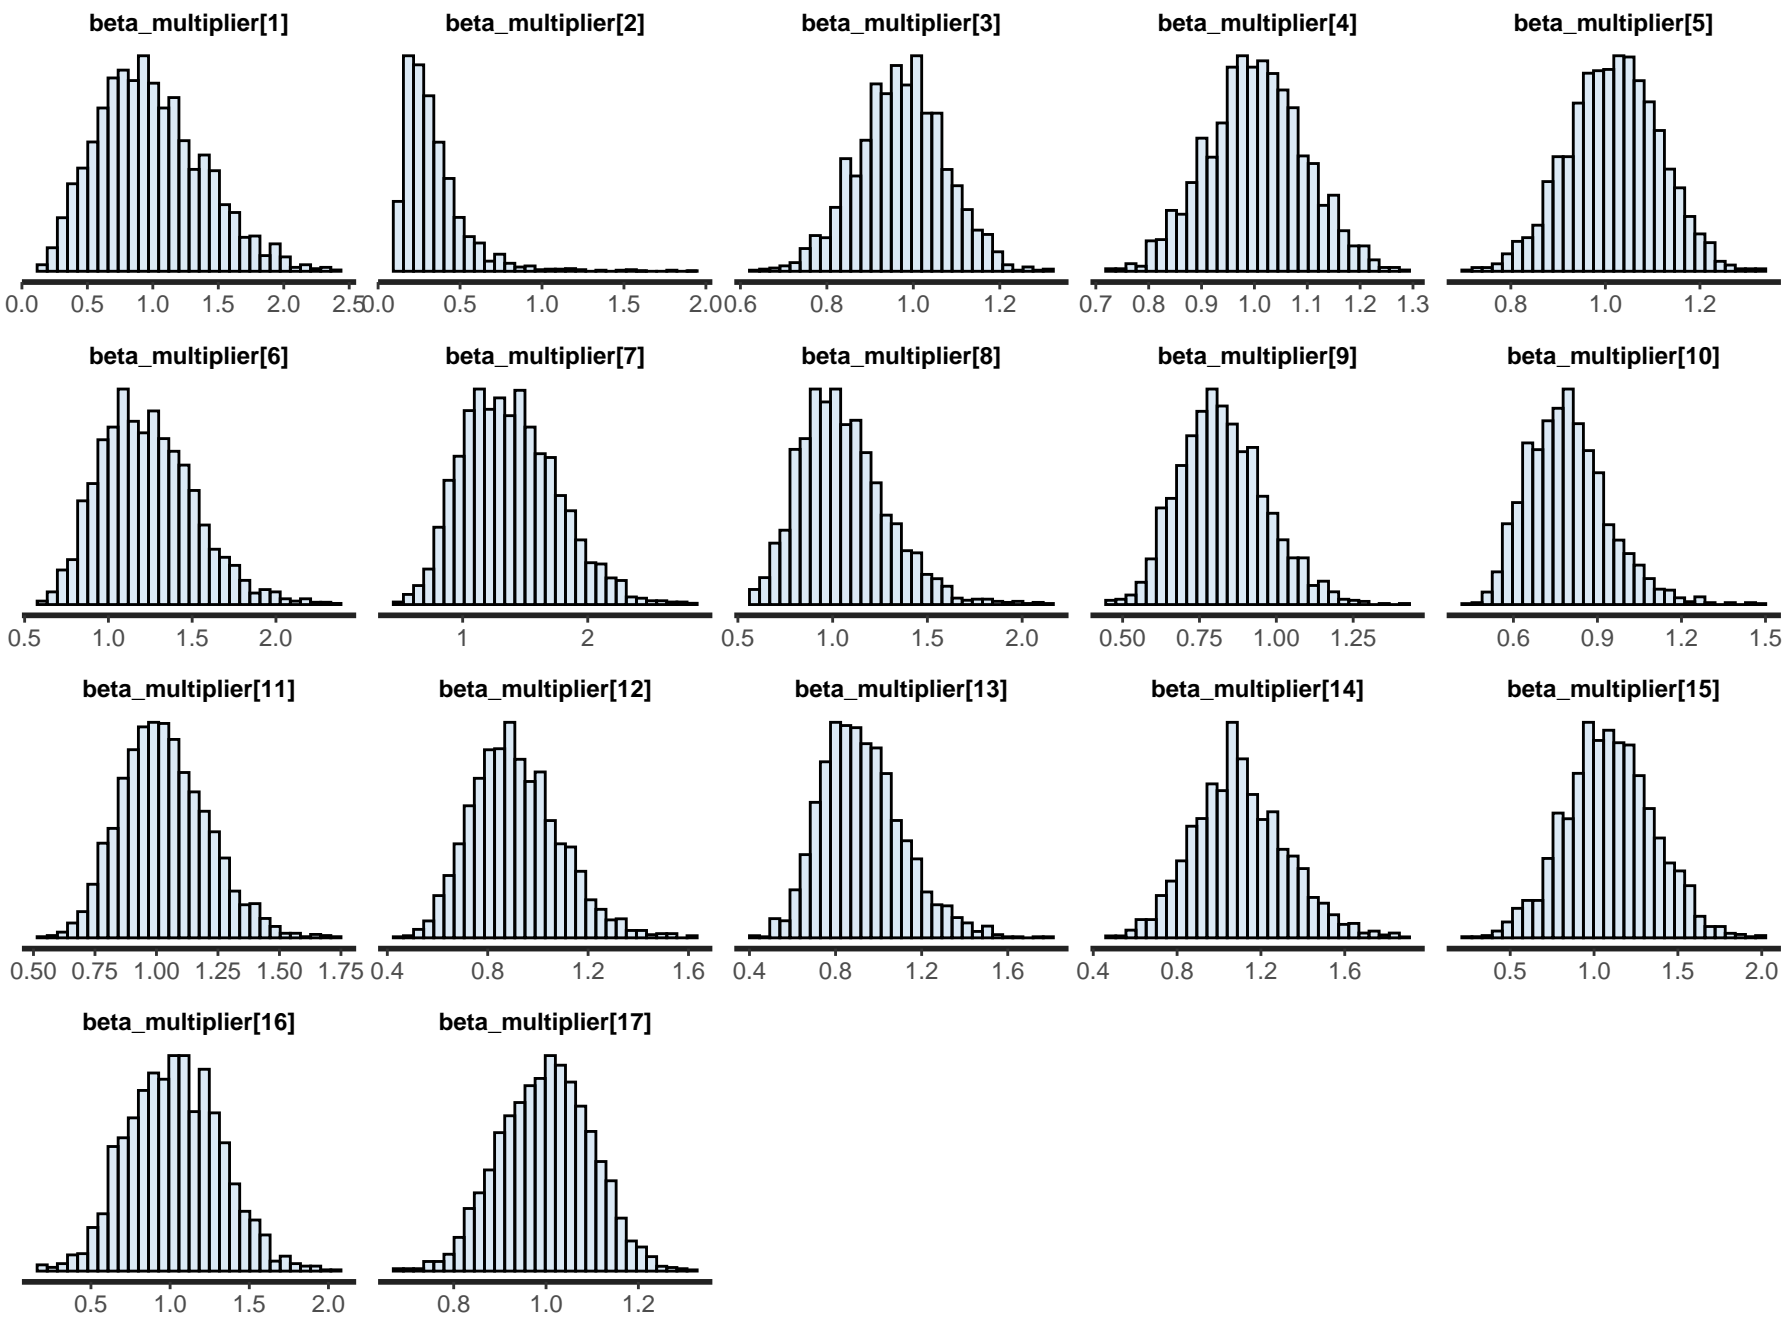 beta_multiplier[1] beta_multiplier[2] beta_multiplier[3] beta_multiplier[4] beta_multiplier[5]
0.0 0.5 1.0 1.5 2.0 2.5 0.0 0.5 1.0 1.5 2.0 0.6 0.8 1.0 1.2 0.7 0.8 0.9 1.0 1.1 1.2 1.3 0.8 1.0 1.2
beta_multiplier[6] beta_multiplier[7] beta_multiplier[8] beta_multiplier[9] beta_multiplier[10]
0.5 1.0 1.5 2.0 1 2 0.5 1.0 1.5 2.0 0.50 0.75 1.00 1.25 0.6 0.9 1.2 1.5
beta_multiplier[11] beta_multiplier[12] beta_multiplier[13] beta_multiplier[14] beta_multiplier[15]
0.50 0.75 1.00 1.25 1.50 1.75 0.4 0.8 1.2 1.6 0.4 0.8 1.2 1.6 0.4 0.8 1.2 1.6 0.5 1.0 1.5 2.0
beta_multiplier[16] beta_multiplier[17]
0.5 1.0 1.5 2.0 0.8 1.0 1.2